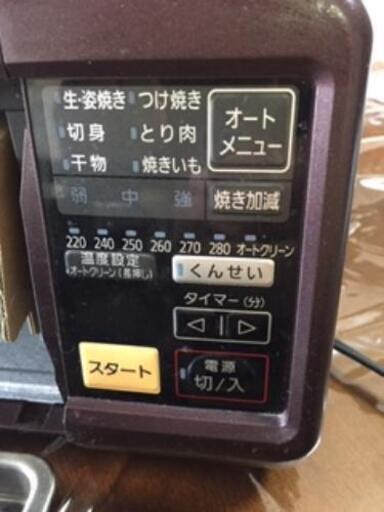 生・姿焼き つけ焼き
切身 とり肉
干物 焼きいも
オート
メニュー
弱 中 強 焼き加減
220 240 250 260 270 280 オートクリーン
温度設定
・オートクリーン(長押し)
くんせい
タイマー(分)
◁ ▷
スタート
電源
切/入